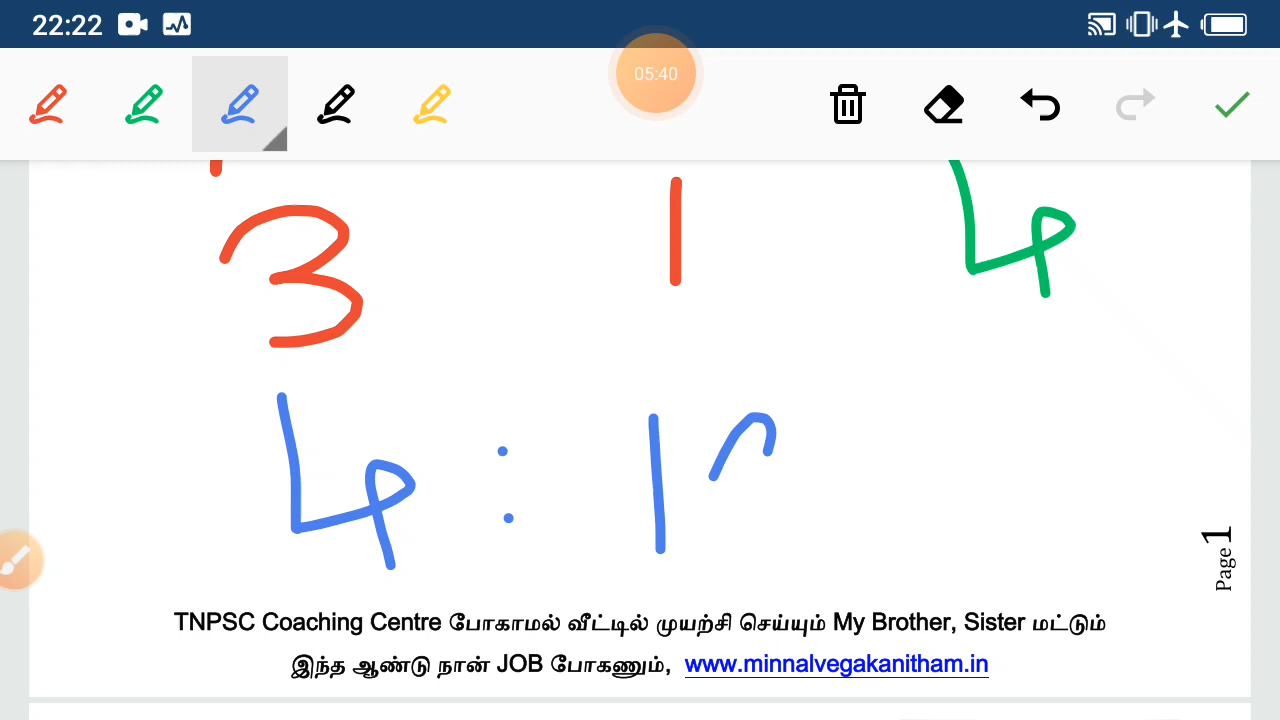 22:22
05:40
3 1 4
4 : 1
Page 1
TNPSC Coaching Centre போகாமல் வீட்டில் முயற்சி செய்யும் My Brother, Sister மட்டும்
இந்த ஆண்டு நான் JOB போகணும், www.minnalvegakanitham.in